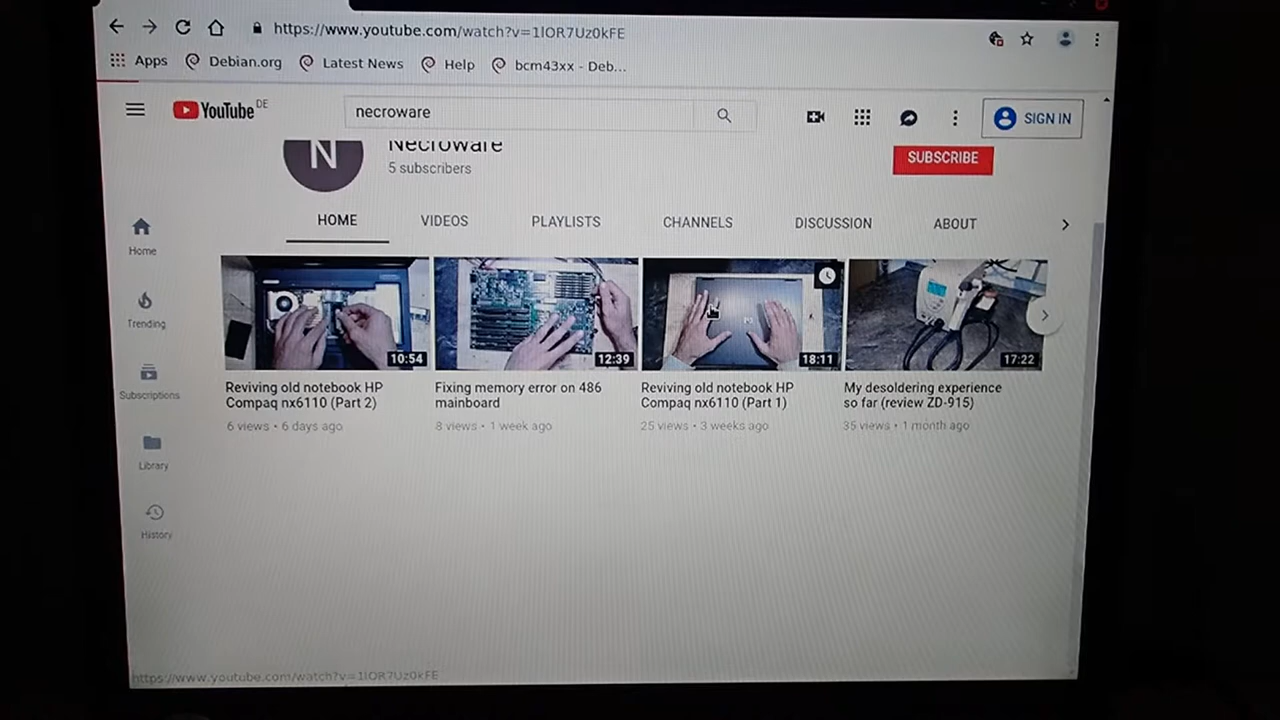 https://www.youtube.com/watch?v=1lOR7Uz0kFE
Apps Debian.org Latest News Help bcm43xx - Deb...
YouTube DE necroware SIGN IN
N Necroware SUBSCRIBE
5 subscribers
HOME VIDEOS PLAYLISTS CHANNELS DISCUSSION ABOUT
Home
Trending
Subscriptions
Library
History
10:54
Reviving old notebook HP
Compaq nx6110 (Part 2)
6 views • 6 days ago
12:39
Fixing memory error on 486
mainboard
8 views • 1 week ago
18:11
Reviving old notebook HP
Compaq nx6110 (Part 1)
25 views • 3 weeks ago
17:22
My desoldering experience
so far (review ZD-915)
35 views • 1 month ago
https://www.youtube.com/watch?v=1lOR7Uz0kFE